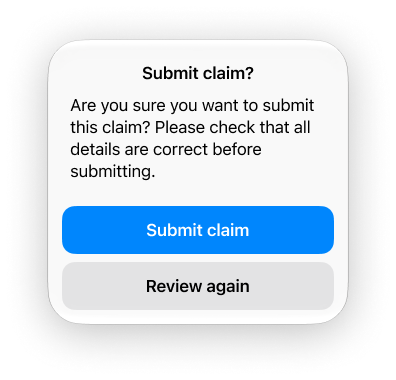 Submit claim?
Are you sure you want to submit
this claim? Please check that all
details are correct before
submitting.
Submit claim
Review again